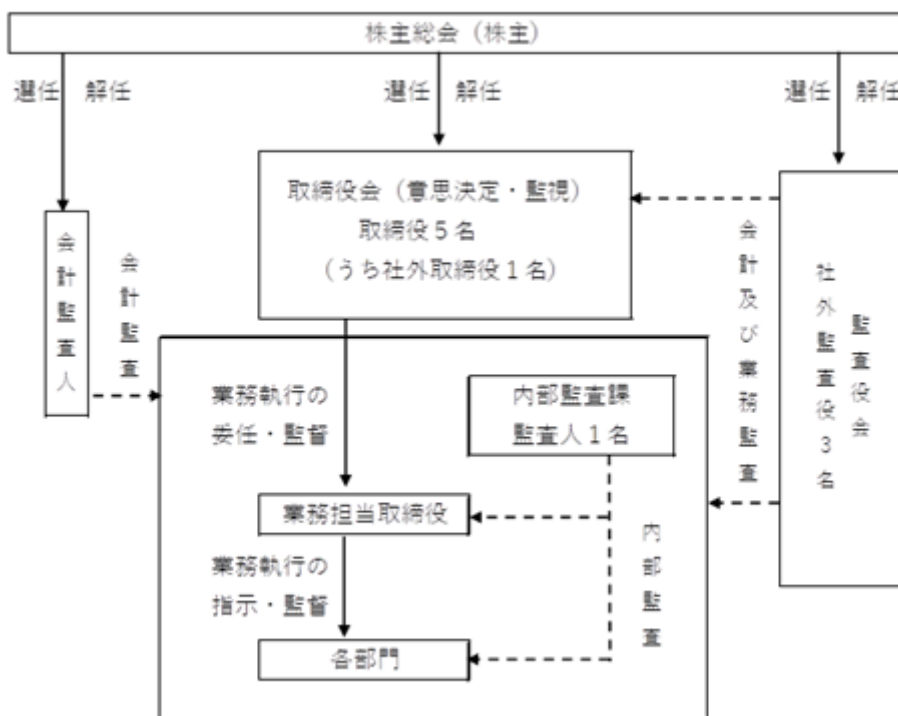 株主総会（株主）
選任 解任
選任 解任
選任 解任
取締役会（意思決定・監視）
取締役５名
（うち社外取締役１名）
会計監査人
会計監査
会計及び業務監査
監査役会
社外監査役３名
業務執行の
委任・監督
内部監査課
監査人１名
業務担当取締役
業務執行の
指示・監督
内部監査
各部門